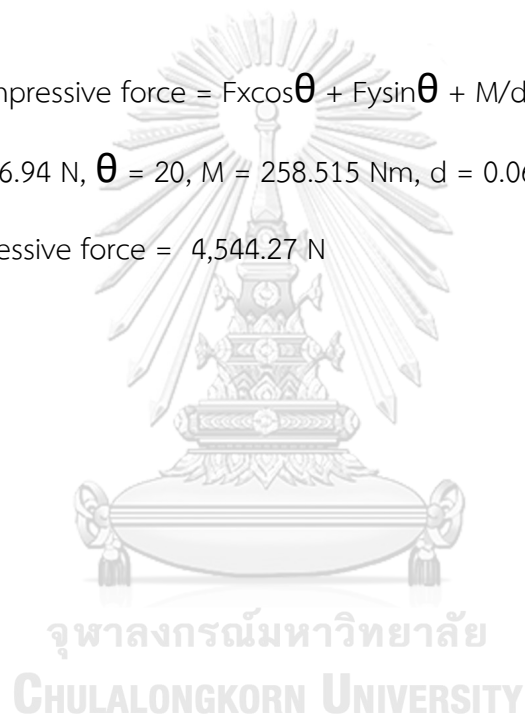 mpressive force = Fxcosθ + Fysinθ + M/d
6.94 N, θ = 20, M = 258.515 Nm, d = 0.06
essive force = 4,544.27 N
จุฬาลงกรณ์มหาวิทยาลัย
CHULALONGKORN UNIVERSITY